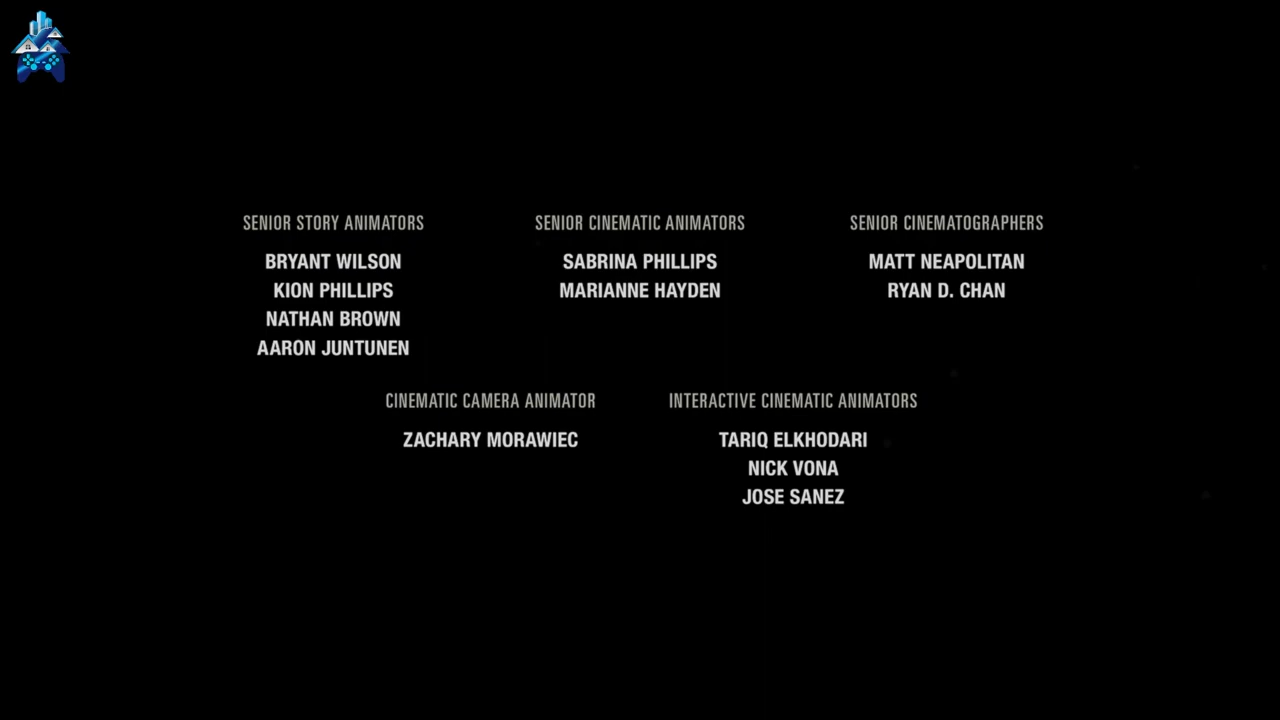 SENIOR STORY ANIMATORS
BRYANT WILSON
KION PHILLIPS
NATHAN BROWN
AARON JUNTUNEN
SENIOR CINEMATIC ANIMATORS
SABRINA PHILLIPS
MARIANNE HAYDEN
SENIOR CINEMATOGRAPHERS
MATT NEAPOLITAN
RYAN D. CHAN
CINEMATIC CAMERA ANIMATOR
ZACHARY MORAWIEC
INTERACTIVE CINEMATIC ANIMATORS
TARIQ ELKHODARI
NICK VONA
JOSE SANEZ